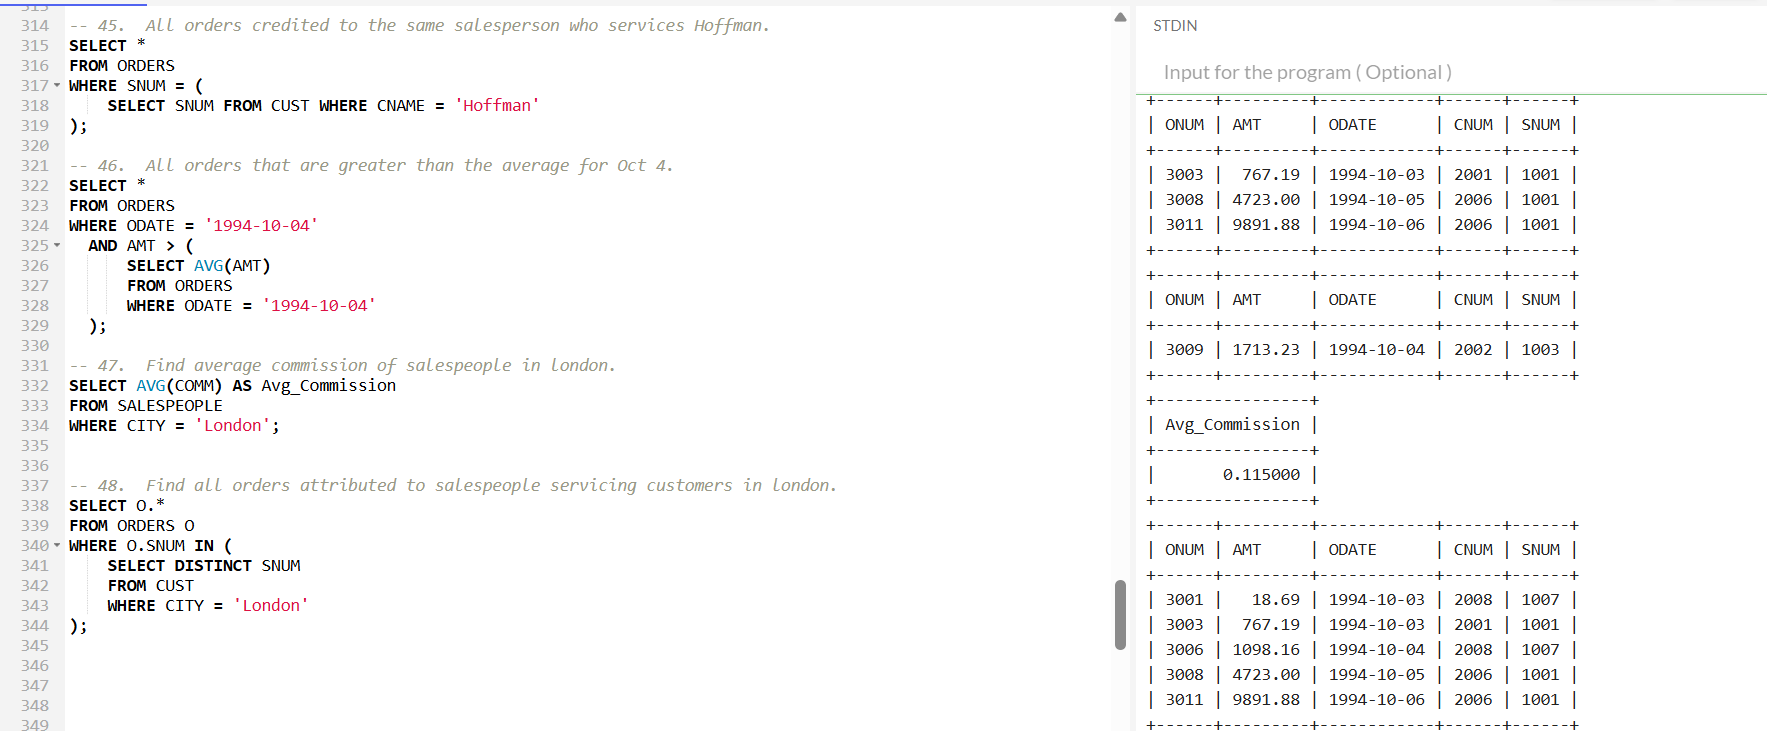 313
314 -- 45.  All orders credited to the same salesperson who services Hoffman.
315 SELECT *
316 FROM ORDERS
317 WHERE SNUM = (
318     SELECT SNUM FROM CUST WHERE CNAME = 'Hoffman'
319 );
320
321 -- 46.  All orders that are greater than the average for Oct 4.
322 SELECT *
323 FROM ORDERS
324 WHERE ODATE = '1994-10-04'
325   AND AMT > (
326       SELECT AVG(AMT)
327       FROM ORDERS
328       WHERE ODATE = '1994-10-04'
329   );
330
331 -- 47.  Find average commission of salespeople in london.
332 SELECT AVG(COMM) AS Avg_Commission
333 FROM SALESPEOPLE
334 WHERE CITY = 'London';
335
336
337 -- 48.  Find all orders attributed to salespeople servicing customers in london.
338 SELECT O.*
339 FROM ORDERS O
340 WHERE O.SNUM IN (
341     SELECT DISTINCT SNUM
342     FROM CUST
343     WHERE CITY = 'London'
344 );
345
346
347
348
349
STDIN
Input for the program ( Optional )
+------+---------+------------+------+------+
| ONUM | AMT     | ODATE      | CNUM | SNUM |
+------+---------+------------+------+------+
| 3003 |  767.19 | 1994-10-03 | 2001 | 1001 |
| 3008 | 4723.00 | 1994-10-05 | 2006 | 1001 |
| 3011 | 9891.88 | 1994-10-06 | 2006 | 1001 |
+------+---------+------------+------+------+
+------+---------+------------+------+------+
| ONUM | AMT     | ODATE      | CNUM | SNUM |
+------+---------+------------+------+------+
| 3009 | 1713.23 | 1994-10-04 | 2002 | 1003 |
+------+---------+------------+------+------+
+----------------+
| Avg_Commission |
+----------------+
|       0.115000 |
+----------------+
+------+---------+------------+------+------+
| ONUM | AMT     | ODATE      | CNUM | SNUM |
+------+---------+------------+------+------+
| 3001 |   18.69 | 1994-10-03 | 2008 | 1007 |
| 3003 |  767.19 | 1994-10-03 | 2001 | 1001 |
| 3006 | 1098.16 | 1994-10-04 | 2008 | 1007 |
| 3008 | 4723.00 | 1994-10-05 | 2006 | 1001 |
| 3011 | 9891.88 | 1994-10-06 | 2006 | 1001 |
+------+---------+------------+------+------+